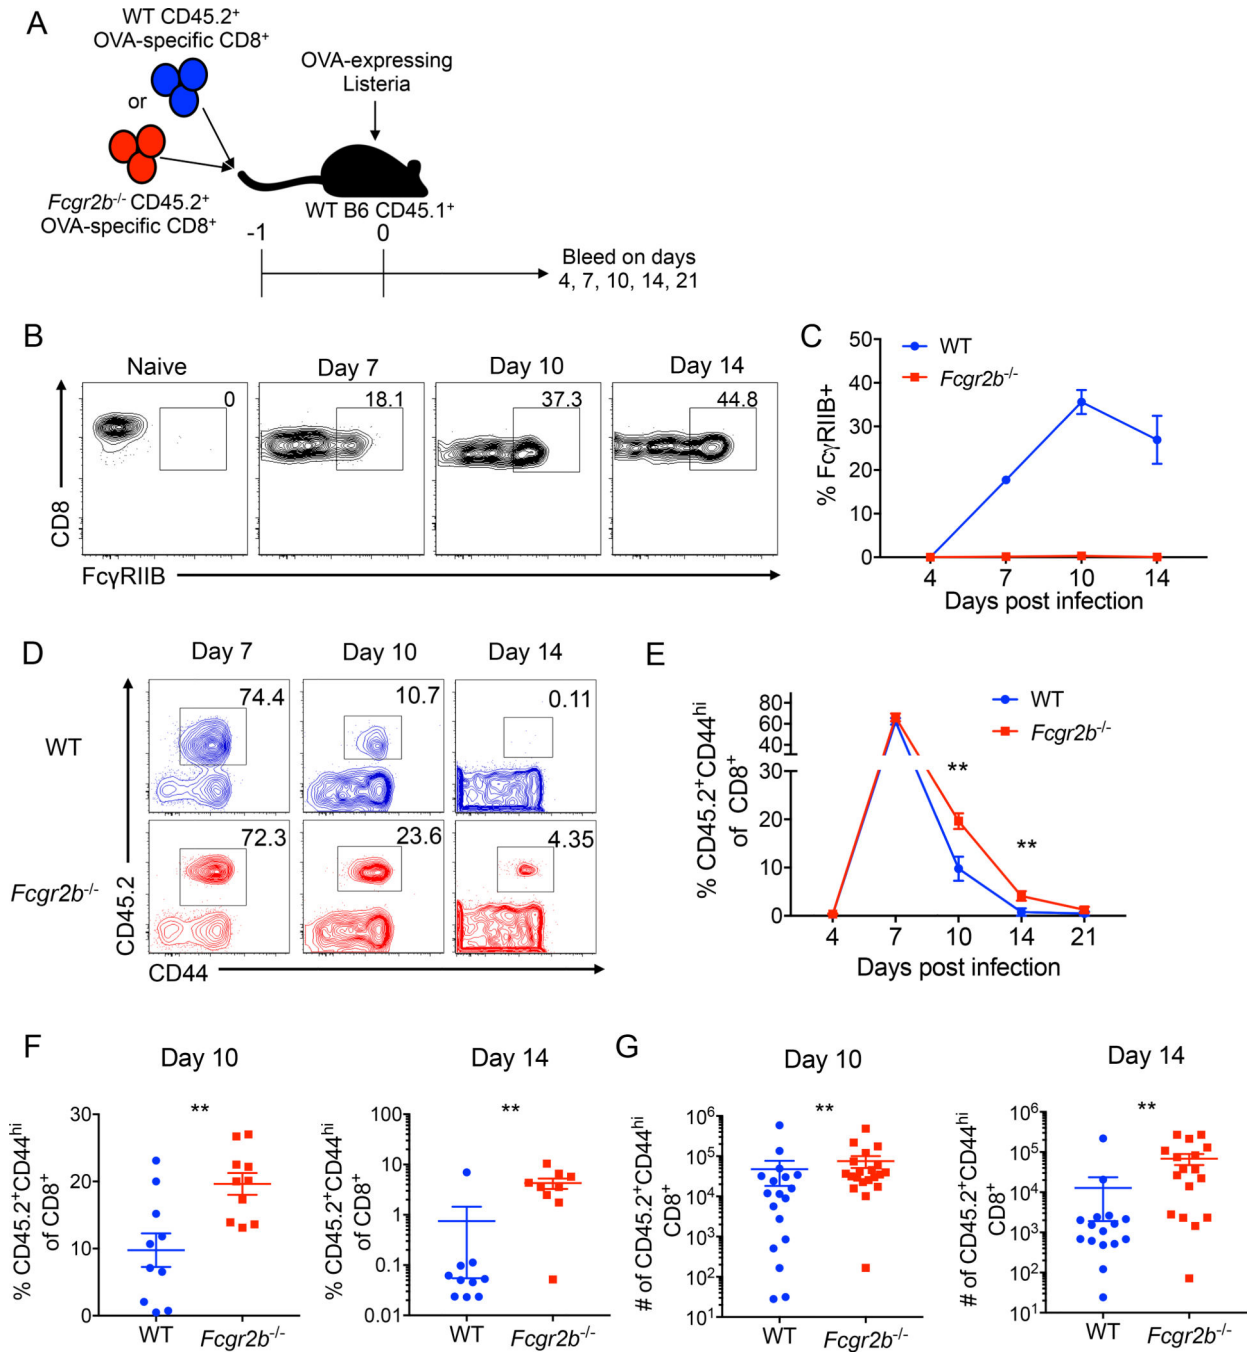 A
WT CD45.2+
OVA-specific CD8+
or
Fcgr2b-/- CD45.2+
OVA-specific CD8+
OVA-expressing
Listeria
WT B6 CD45.1+
-1
0
Bleed on days
4, 7, 10, 14, 21
B
Naive
Day 7
Day 10
Day 14
0
18.1
37.3
44.8
CD8
FcγRIIB
C
WT
Fcgr2b-/-
% FcγRIIB+
50
40
30
20
10
0
4
7
10
14
Days post infection
D
Day 7
Day 10
Day 14
WT
74.4
10.7
0.11
Fcgr2b-/-
72.3
23.6
4.35
CD45.2
CD44
E
WT
Fcgr2b-/-
% CD45.2+CD44hi
of CD8+
80
60
40
30
20
10
0
**
**
4
7
10
14
21
Days post infection
F
Day 10
**
% CD45.2+CD44hi
of CD8+
30
20
10
0
WT
Fcgr2b-/-
Day 14
**
% CD45.2+CD44hi
of CD8+
100
10
1
0.1
0.01
WT
Fcgr2b-/-
G
Day 10
**
# of CD45.2+CD44hi
CD8+
10^6
10^5
10^4
10^3
10^2
10^1
WT
Fcgr2b-/-
Day 14
**
# of CD45.2+CD44hi
CD8+
10^6
10^5
10^4
10^3
10^2
10^1
WT
Fcgr2b-/-